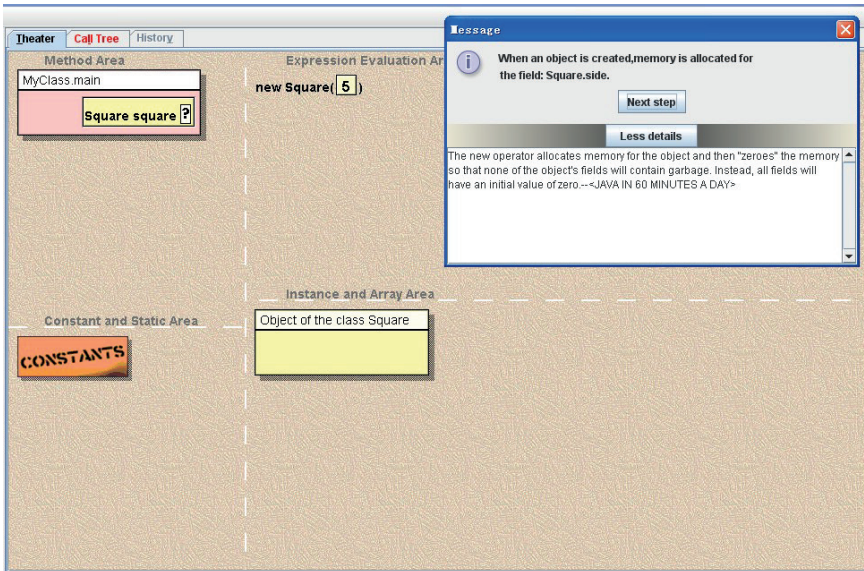 Theater
Call Tree
History
Method Area
MyClass.main
Square square ?
Expression Evaluation Ar
new Square( 5 )
Message
When an object is created,memory is allocated for
the field: Square.side.
Next step
Less details
The new operator allocates memory for the object and then "zeroes" the memory
so that none of the object's fields will contain garbage. Instead, all fields will
have an initial value of zero.--<JAVA IN 60 MINUTES A DAY>
Instance and Array Area
Object of the class Square
Constant and Static Area
CONSTANTS